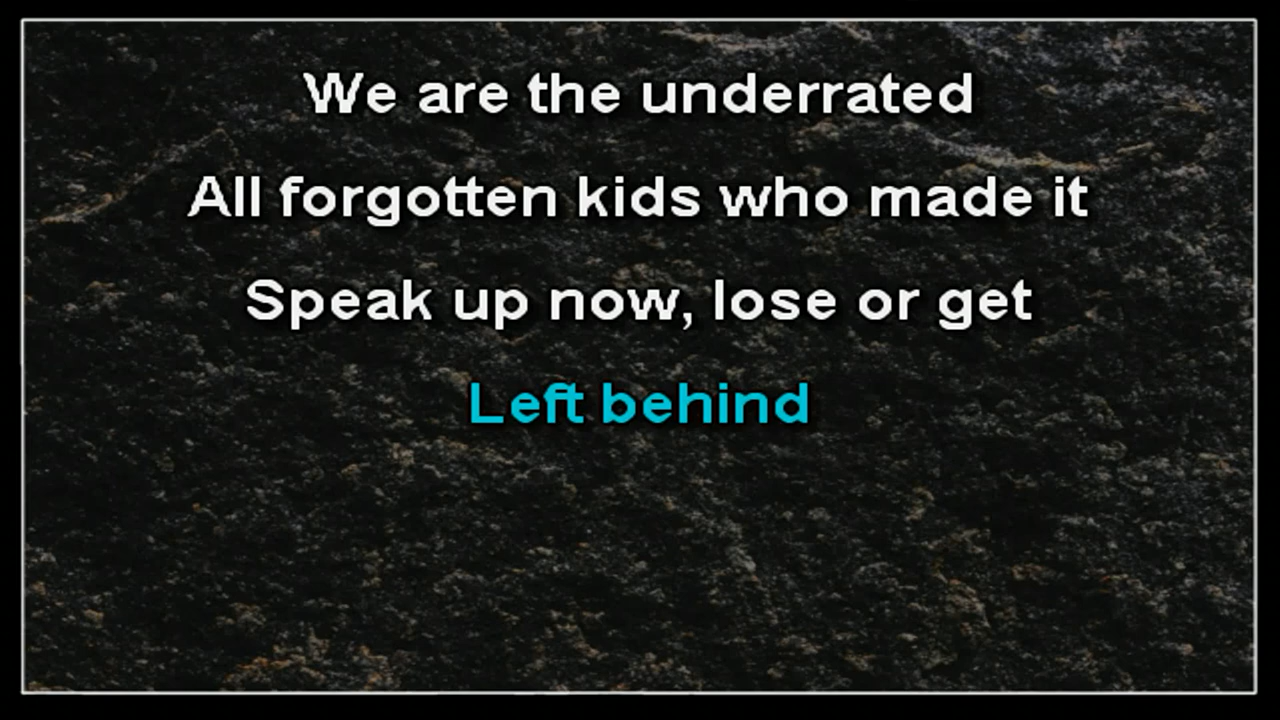 We are the underrated
All forgotten kids who made it
Speak up now, lose or get
Left behind